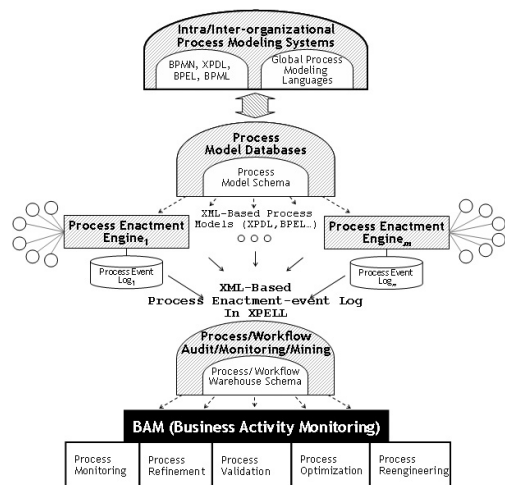 Intra/Inter-organizational
Process Modeling Systems
BPMN, XPDL,
BPEL, BPML
Global Process
Modeling
Languages
Process
Model Databases
Process
Model Schema
XML-Based Process
Models (XPDL,BPEL…)
Process Enactment
Engine1
Process Enactment
Enginem
Process Event
Log1
Process Event
Logm
XML-Based
Process Enactment-event Log
In XPELL
Process/Workflow
Audit/Monitoring/Mining
Process/ Workflow
Warehouse Schema
BAM (Business Activity Monitoring)
Process
Monitoring
Process
Refinement
Process
Validation
Process
Optimization
Process
Reengineering